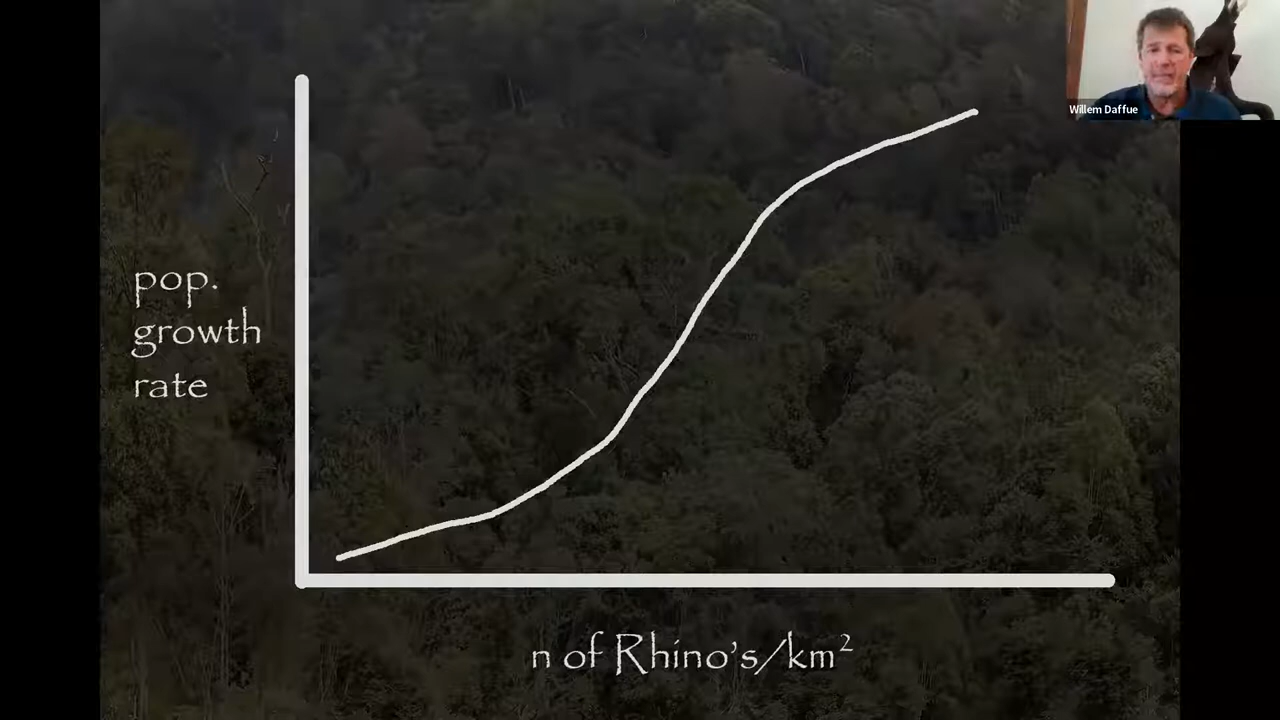 Willem Daffue
pop.
growth
rate
n of Rhino's/km²